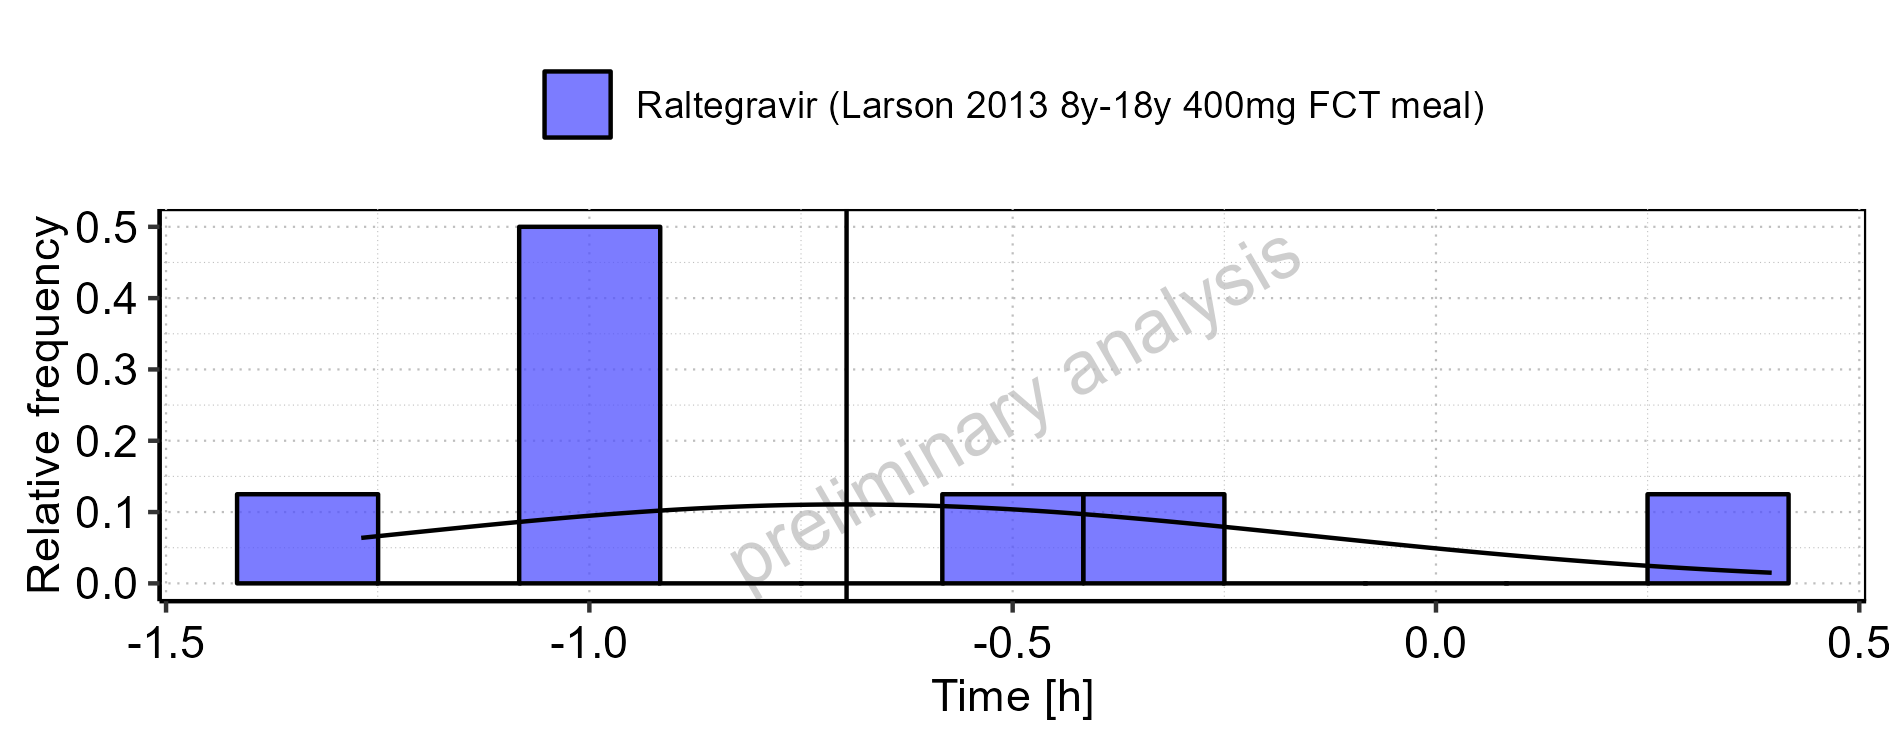 Raltegravir (Larson 2013 8y-18y 400mg FCT meal)
Relative frequency
0.5
0.4
0.3
0.2
0.1
0.0
preliminary analysis
-1.5 -1.0 -0.5 0.0 0.5
Time [h]